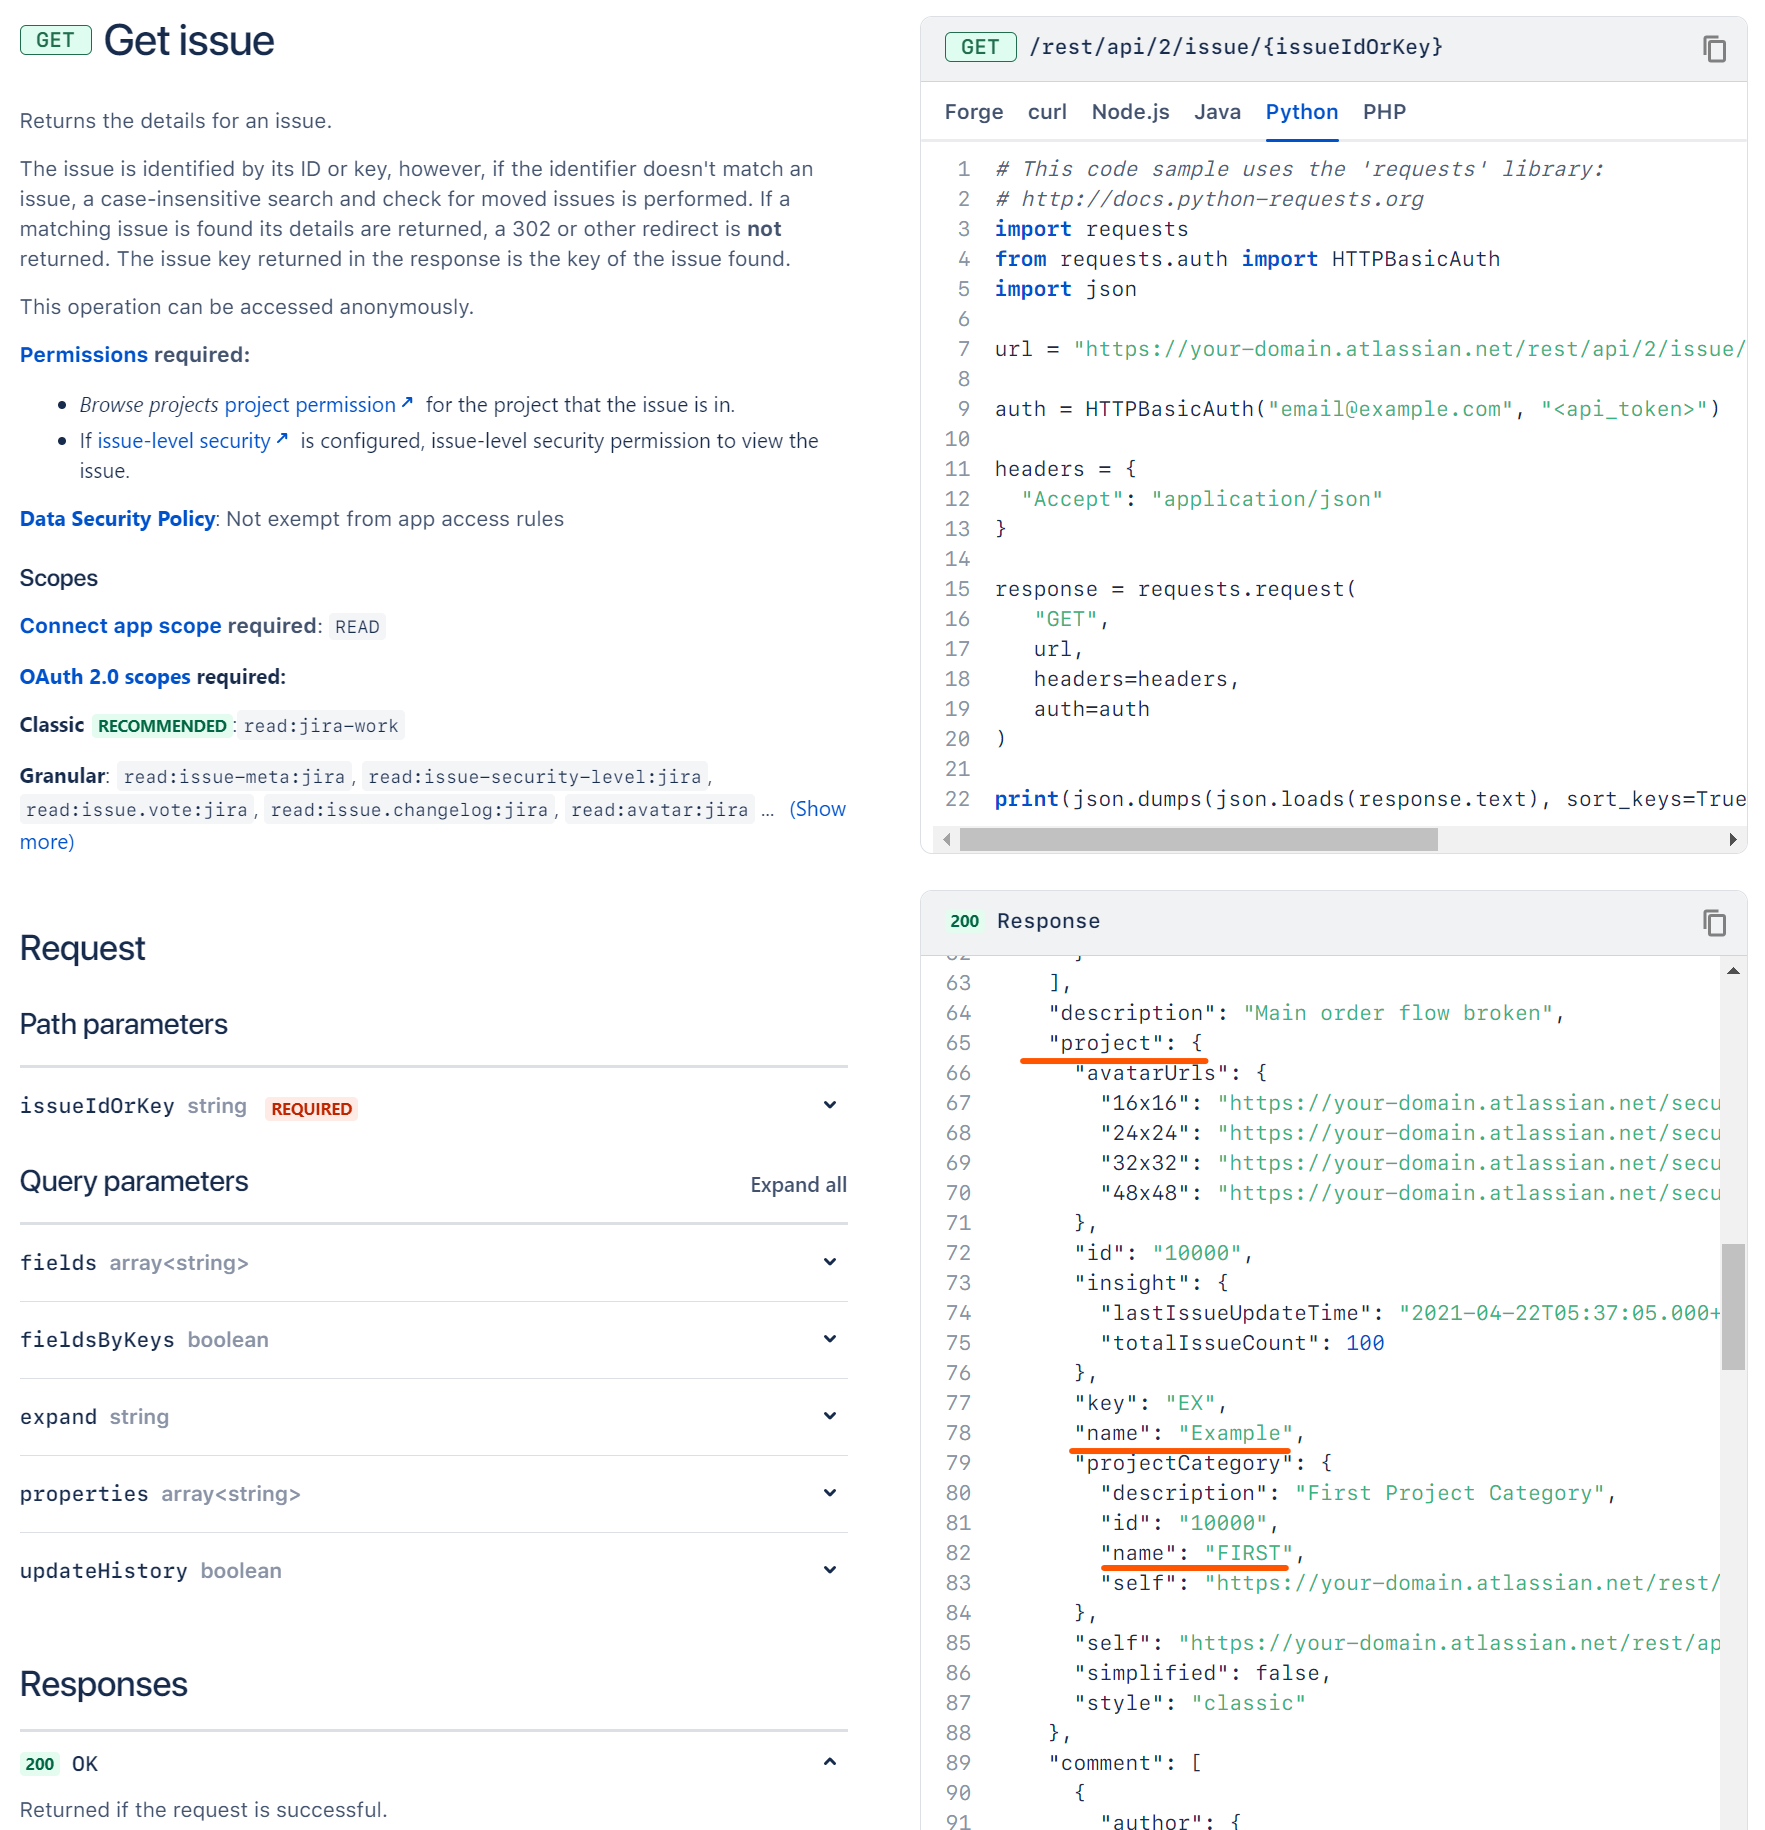 GET Get issue
Returns the details for an issue.
The issue is identified by its ID or key, however, if the identifier doesn't match an
issue, a case-insensitive search and check for moved issues is performed. If a
matching issue is found its details are returned, a 302 or other redirect is not
returned. The issue key returned in the response is the key of the issue found.
This operation can be accessed anonymously.
Permissions required:
• Browse projects project permission↗ for the project that the issue is in.
• If issue-level security↗ is configured, issue-level security permission to view the
issue.
Data Security Policy: Not exempt from app access rules
Scopes
Connect app scope required: READ
OAuth 2.0 scopes required:
Classic RECOMMENDED: read:jira-work
Granular: read:issue-meta:jira, read:issue-security-level:jira,
read:issue.vote:jira, read:issue.changelog:jira, read:avatar:jira ... (Show
more)
Request
Path parameters
issueIdOrKey string REQUIRED
Query parameters Expand all
fields array<string>
fieldsByKeys boolean
expand string
properties array<string>
updateHistory boolean
Responses
200 OK
Returned if the request is successful.
GET /rest/api/2/issue/{issueIdOrKey}
Forge curl Node.js Java Python PHP
1 # This code sample uses the 'requests' library:
2 # http://docs.python-requests.org
3 import requests
4 from requests.auth import HTTPBasicAuth
5 import json
6
7 url = "https://your-domain.atlassian.net/rest/api/2/issue/
8
9 auth = HTTPBasicAuth("email@example.com", "<api_token>")
10
11 headers = {
12 "Accept": "application/json"
13 }
14
15 response = requests.request(
16 "GET",
17 url,
18 headers=headers,
19 auth=auth
20 )
21
22 print(json.dumps(json.loads(response.text), sort_keys=True
200 Response
63 ],
64 "description": "Main order flow broken",
65 "project": {
66 "avatarUrls": {
67 "16x16": "https://your-domain.atlassian.net/secu
68 "24x24": "https://your-domain.atlassian.net/secu
69 "32x32": "https://your-domain.atlassian.net/secu
70 "48x48": "https://your-domain.atlassian.net/secu
71 },
72 "id": "10000",
73 "insight": {
74 "lastIssueUpdateTime": "2021-04-22T05:37:05.000+
75 "totalIssueCount": 100
76 },
77 "key": "EX",
78 "name": "Example",
79 "projectCategory": {
80 "description": "First Project Category",
81 "id": "10000",
82 "name": "FIRST",
83 "self": "https://your-domain.atlassian.net/rest/
84 },
85 "self": "https://your-domain.atlassian.net/rest/ap
86 "simplified": false,
87 "style": "classic"
88 },
89 "comment": [
90 {
91 "author": {